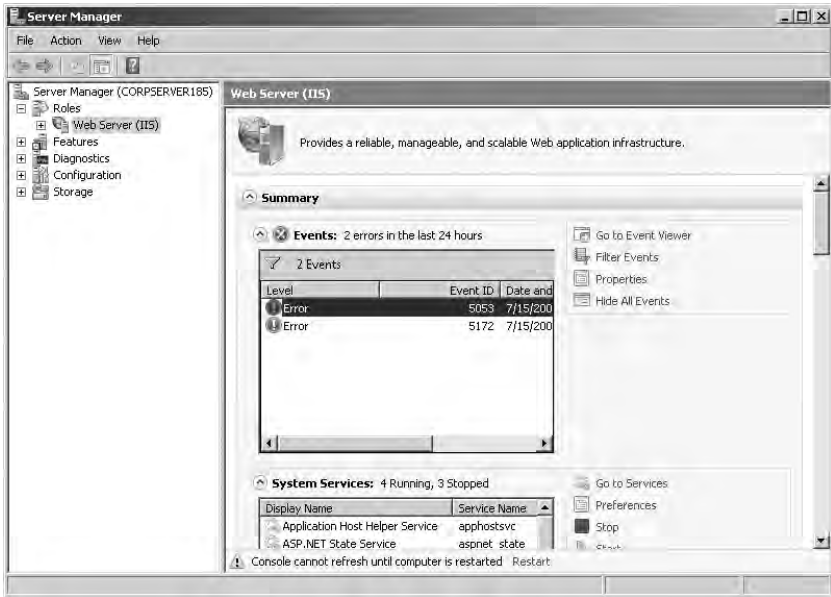 Server Manager
File Action View Help
Server Manager (CORPSERVER185)
Roles
Web Server (IIS)
Features
Diagnostics
Configuration
Storage
Web Server (IIS)
Provides a reliable, manageable, and scalable Web application infrastructure.
Summary
Events: 2 errors in the last 24 hours
2 Events
Level Event ID Date and
Error 5053 7/15/200
Error 5172 7/15/200
Go to Event Viewer
Filter Events
Properties
Hide All Events
System Services: 4 Running, 3 Stopped
Display Name Service Name
Application Host Helper Service apphostsvc
ASP.NET State Service aspnet_state
Go to Services
Preferences
Stop
Start
Console cannot refresh until computer is restarted Restart